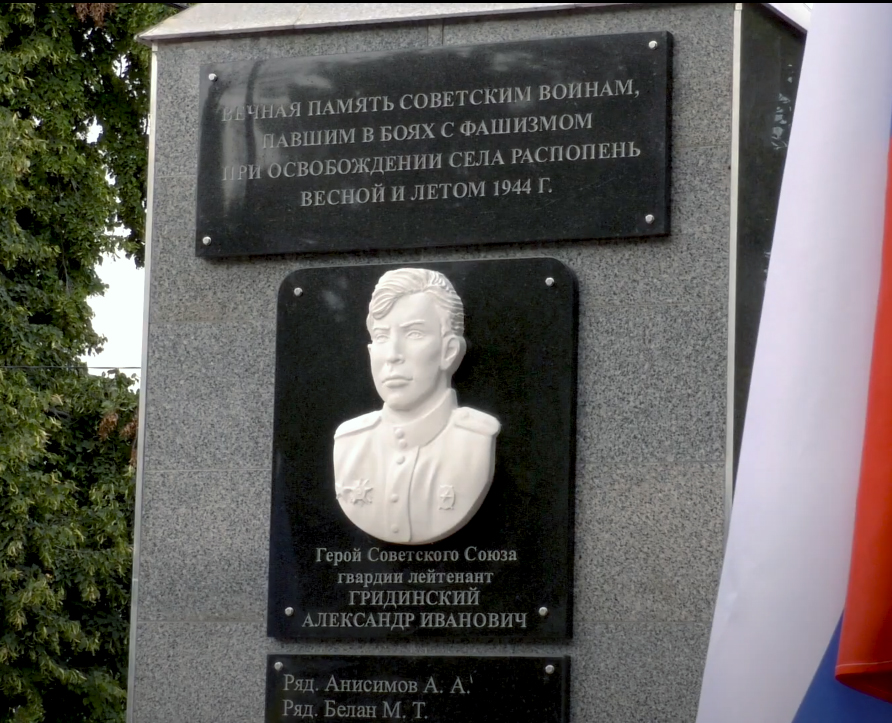 ВЕЧНАЯ ПАМЯТЬ СОВЕТСКИМ ВОИНАМ,
ПАВШИМ В БОЯХ С ФАШИЗМОМ
ПРИ ОСВОБОЖДЕНИИ СЕЛА РАСПОПЕНЬ
ВЕСНОЙ И ЛЕТОМ 1944 Г.
Герой Советского Союза
гвардии лейтенант
ГРИДИНСКИЙ
АЛЕКСАНДР ИВАНОВИЧ
Ряд. Анисимов А. А.
Ряд. Белан М. Т.